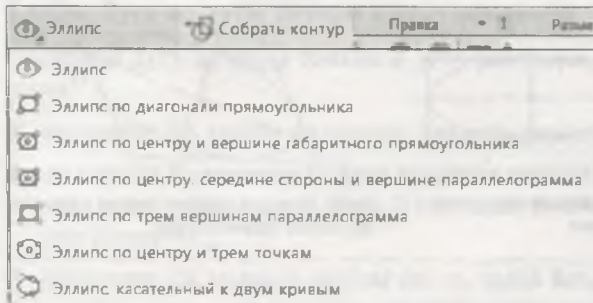 Эллипс Собрать контур Правка 1
Эллипс
Эллипс по диагонали прямоугольника
Эллипс по центру и вершине габаритного прямоугольника
Эллипс по центру, середине стороны и вершине параллелограмма
Эллипс по трем вершинам параллелограмма
Эллипс по центру и трем точкам
Эллипс, касательный к двум кривым